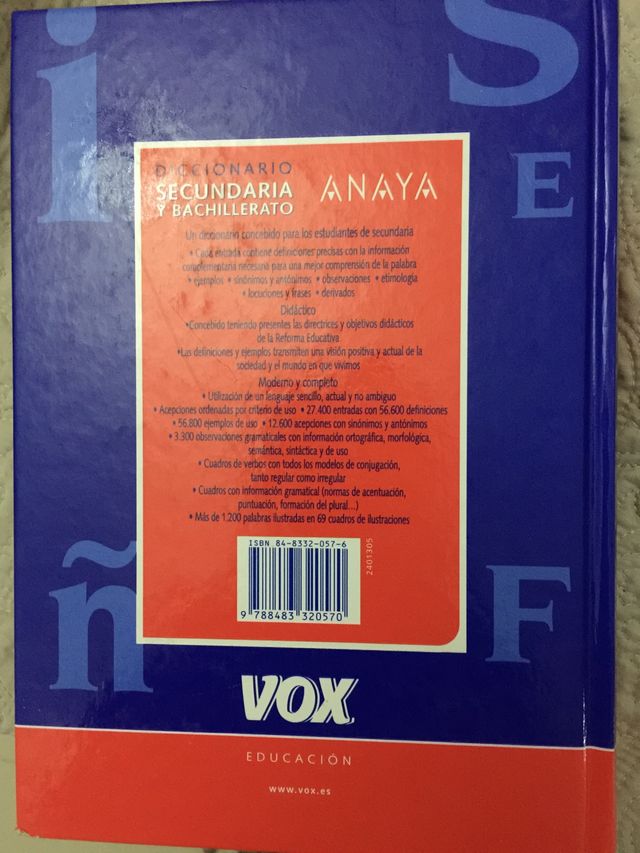 i
S
E
DICCIONARIO
SECUNDARIA
Y BACHILLERATO
ANAYA
Un diccionario concebido para los estudiantes de secundaria
• Cada entrada contiene definiciones precisas con la información
complementaria necesaria para una mejor comprensión de la palabra
• ejemplos • sinónimos y antónimos • observaciones • etimología
• locuciones y frases • derivados
Didáctico
•Concebido teniendo presentes las directrices y objetivos didácticos
de la Reforma Educativa
•Las definiciones y ejemplos transmiten una visión positiva y actual de la
sociedad y el mundo en que vivimos
Moderno y completo
• Utilización de un lenguaje sencillo, actual y no ambiguo
• Acepciones ordenadas por criterio de uso • 27.400 entradas con 56.600 definiciones
• 56.800 ejemplos de uso • 12.600 acepciones con sinónimos y antónimos
• 3.300 observaciones gramaticales con información ortográfica, morfológica,
semántica, sintáctica y de uso
• Cuadros de verbos con todos los modelos de conjugación,
tanto regular como irregular
• Cuadros con información gramatical (normas de acentuación,
puntuación, formación del plural...)
• Más de 1.200 palabras ilustradas en 69 cuadros de ilustraciones
ISBN 84-8332-057-6
9 788483 320570
2401305
ñ
F
VOX
EDUCACIÓN
www.vox.es